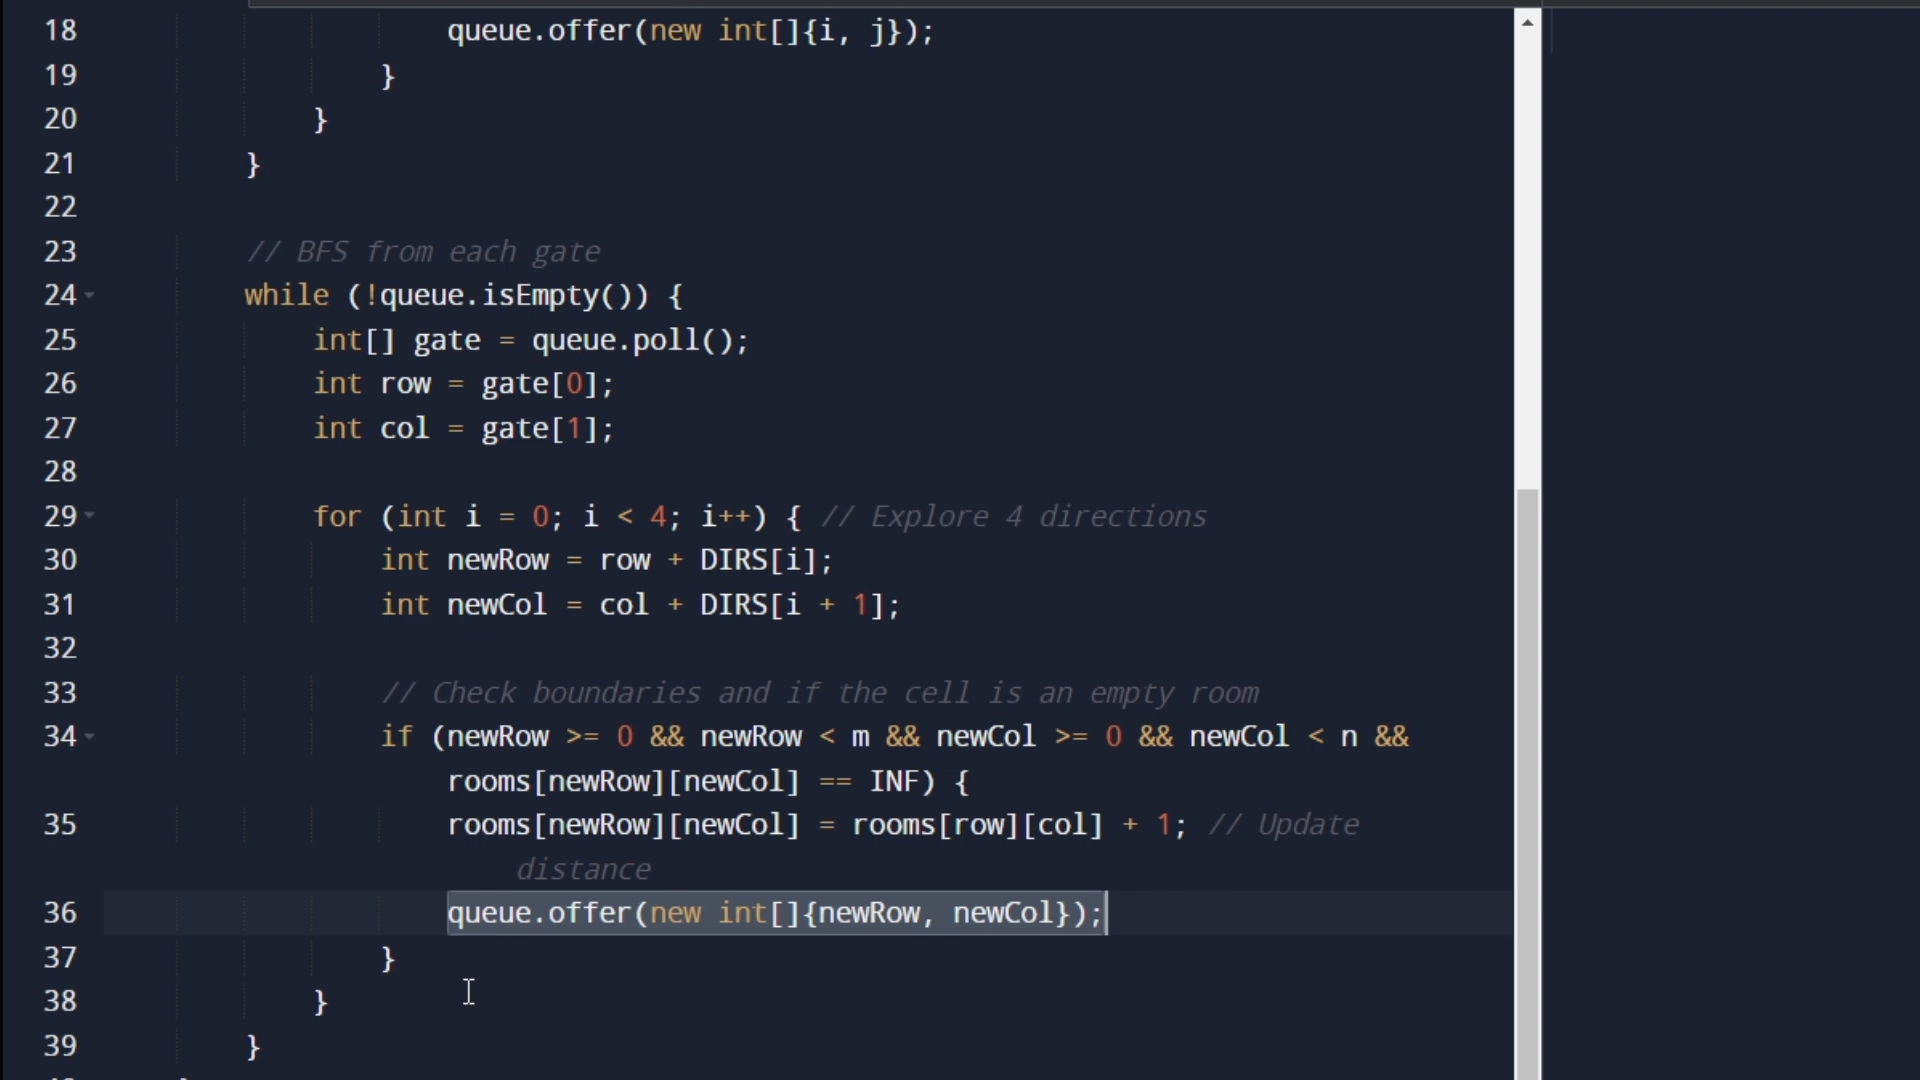 18 queue.offer(new int[]{i, j});
19 }
20 }
21 }
22
23 // BFS from each gate
24 while (!queue.isEmpty()) {
25 int[] gate = queue.poll();
26 int row = gate[0];
27 int col = gate[1];
28
29 for (int i = 0; i < 4; i++) { // Explore 4 directions
30 int newRow = row + DIRS[i];
31 int newCol = col + DIRS[i + 1];
32
33 // Check boundaries and if the cell is an empty room
34 if (newRow >= 0 && newRow < m && newCol >= 0 && newCol < n &&
rooms[newRow][newCol] == INF) {
35 rooms[newRow][newCol] = rooms[row][col] + 1; // Update
distance
36 queue.offer(new int[]{newRow, newCol});
37 }
38 }
39 }